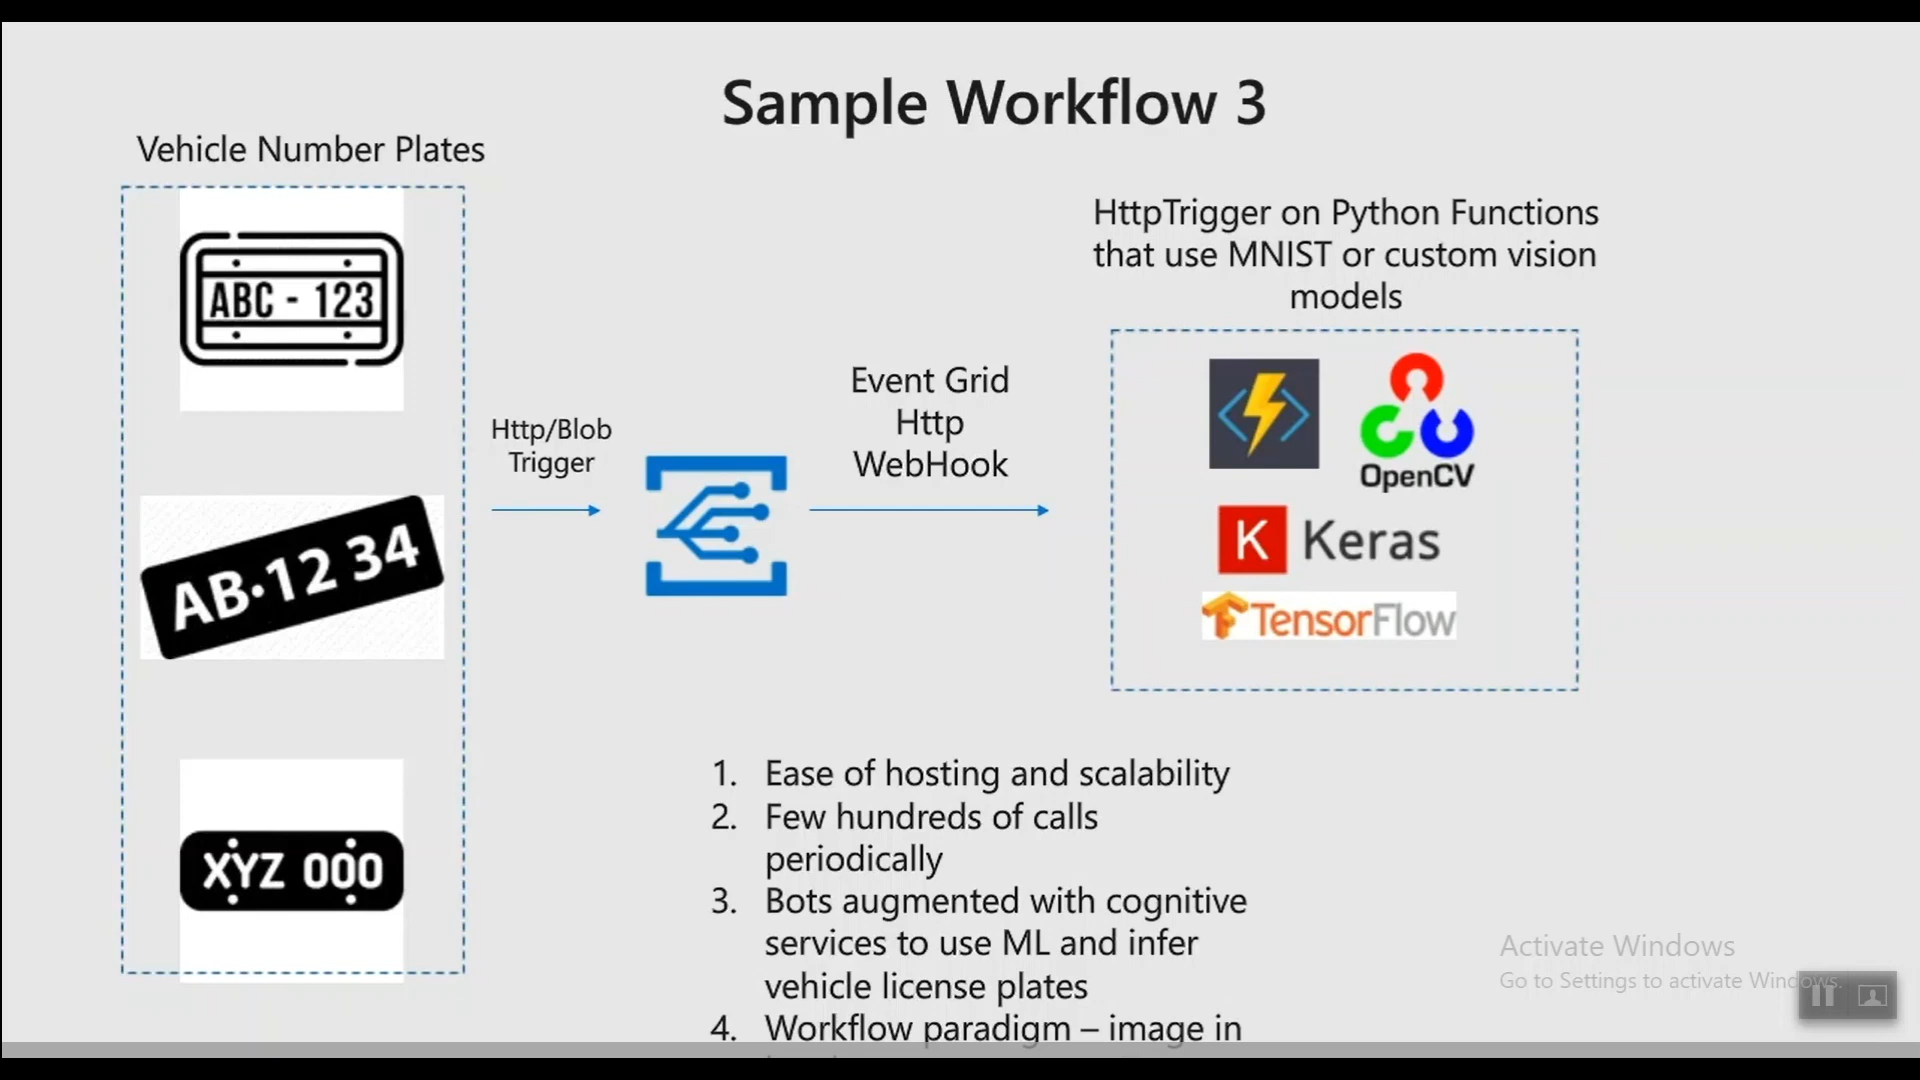 Sample Workflow 3
Vehicle Number Plates
ABC - 123
AB·12 34
XYZ 000
Http/Blob
Trigger
Event Grid
Http
WebHook
HttpTrigger on Python Functions
that use MNIST or custom vision
models
OpenCV
K Keras
TensorFlow
1. Ease of hosting and scalability
2. Few hundreds of calls
periodically
3. Bots augmented with cognitive
services to use ML and infer
vehicle license plates
4. Workflow paradigm – image in
Activate Windows
Go to Settings to activate Windows.